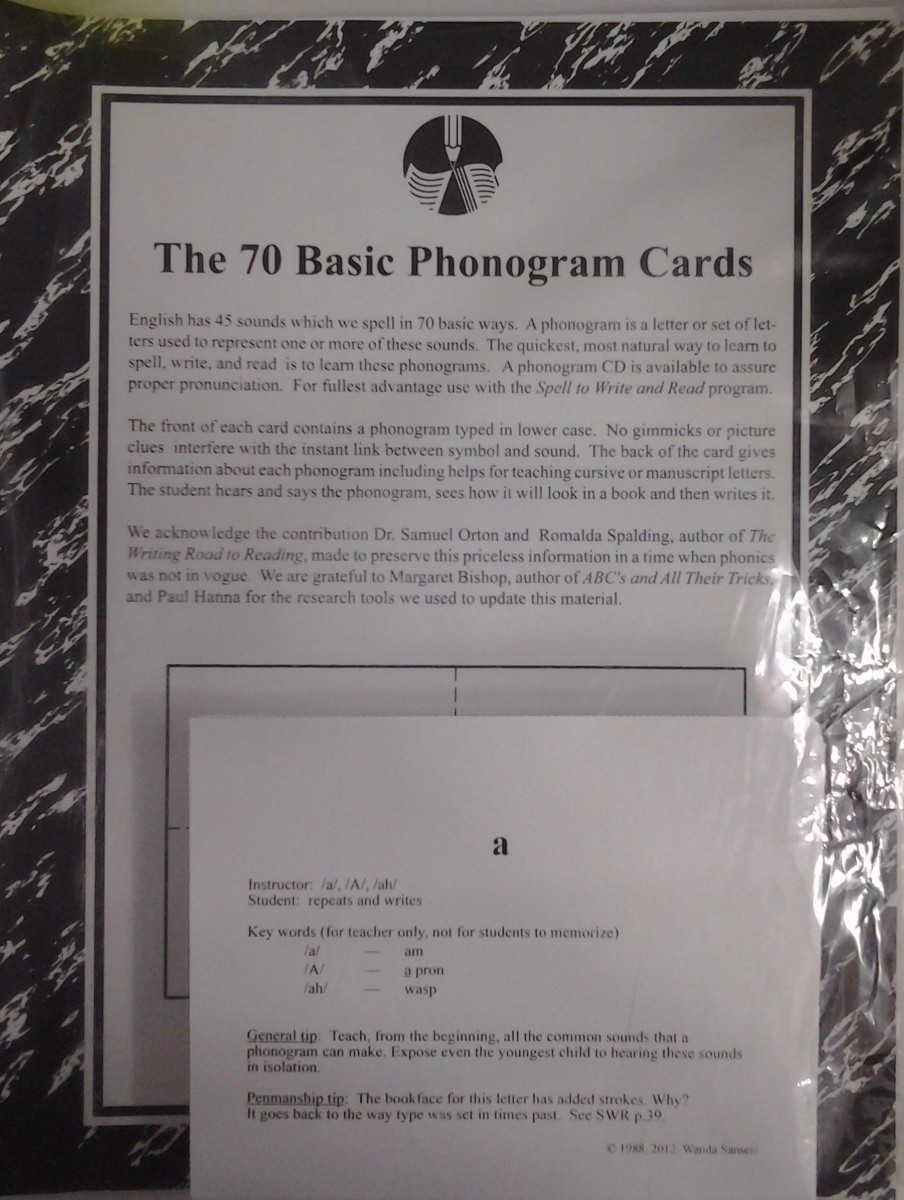 The 70 Basic Phonogram Cards
English has 45 sounds which we spell in 70 basic ways. A phonogram is a letter or set of let-
ters used to represent one or more of these sounds. The quickest, most natural way to learn to
spell, write, and read is to learn these phonograms. A phonogram CD is available to assure
proper pronunciation. For fullest advantage use with the Spell to Write and Read program.
The front of each card contains a phonogram typed in lower case. No gimmicks or picture
clues interfere with the instant link between symbol and sound. The back of the card gives
information about each phonogram including helps for teaching cursive or manuscript letters.
The student hears and says the phonogram, sees how it will look in a book and then writes it.
We acknowledge the contribution Dr. Samuel Orton and Romalda Spalding, author of The
Writing Road to Reading, made to preserve this priceless information in a time when phonics
was not in vogue. We are grateful to Margaret Bishop, author of ABC's and All Their Tricks,
and Paul Hanna for the research tools we used to update this material.
a
Instructor: /a/, /A/, /ah/
Student: repeats and writes
Key words (for teacher only, not for students to memorize)
/a/ — am
/A/ — a pron
/ah/ — wasp
General tip: Teach, from the beginning, all the common sounds that a
phonogram can make. Expose even the youngest child to hearing these sounds
in isolation.
Penmanship tip: The bookface for this letter has added strokes. Why?
It goes back to the way type was set in times past. See SWR p.39.
© 1988, 2012. Wanda Sanseri